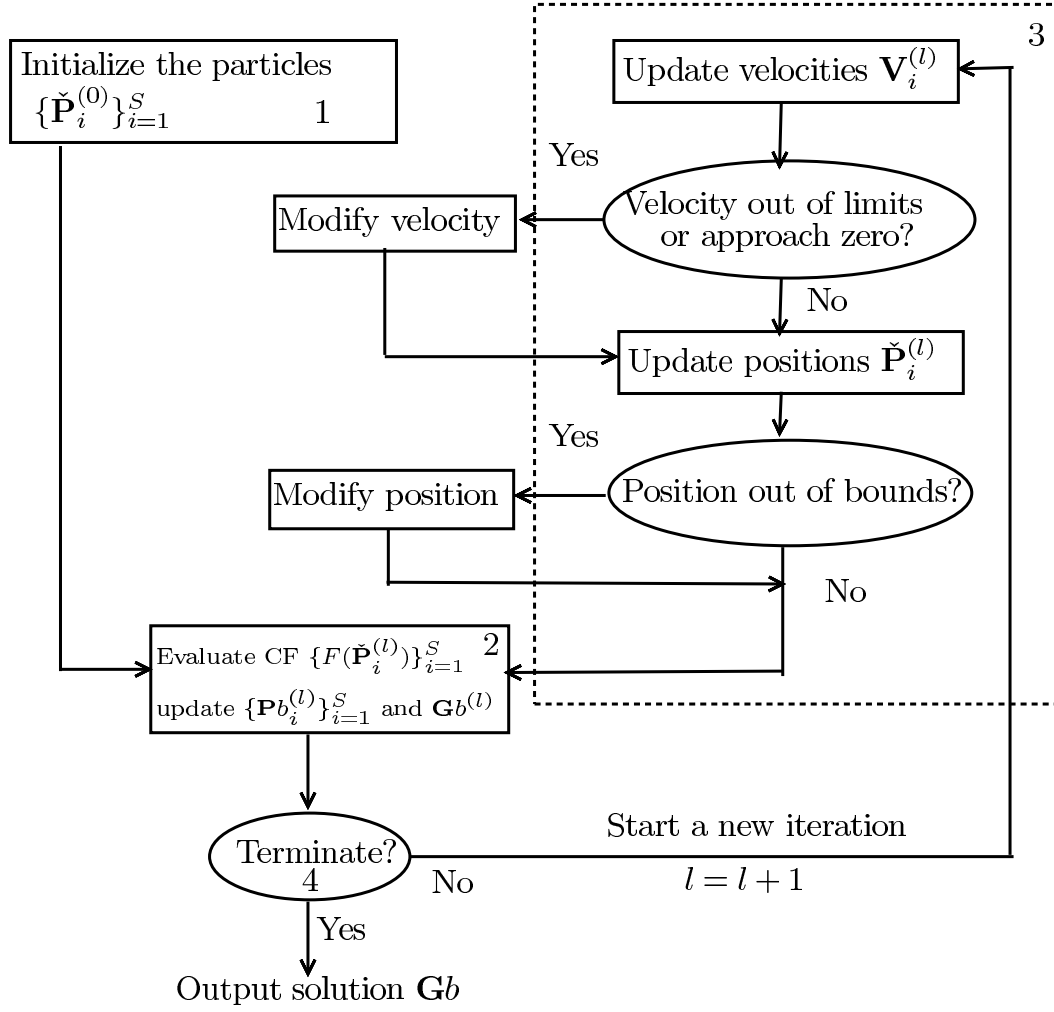 Initialize the particles
{P̌_i^(0)}_{i=1}^S 1
3
Update velocities V_i^(l)
Yes
Velocity out of limits
or approach zero?
Modify velocity
No
Update positions P̌_i^(l)
Yes
Position out of bounds?
Modify position
No
Evaluate CF {F(P̌_i^(l))}_{i=1}^S 2
update {Pb_i^(l)}_{i=1}^S and Gb^(l)
Terminate?
4
No
Start a new iteration
l = l + 1
Yes
Output solution Gb